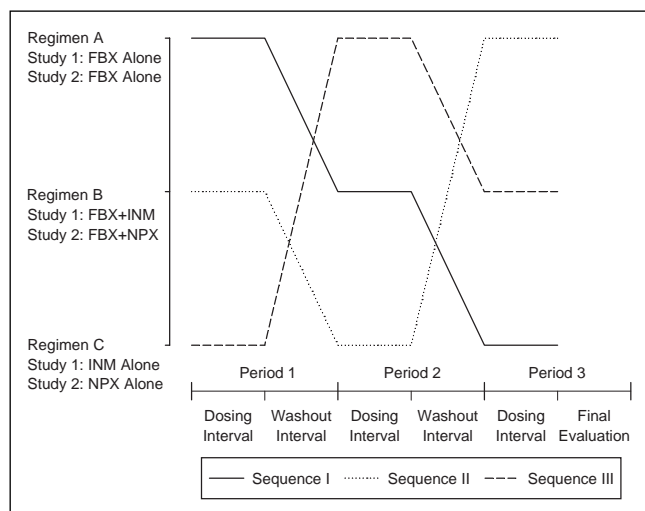 Regimen A
Study 1: FBX Alone
Study 2: FBX Alone
Regimen B
Study 1: FBX+INM
Study 2: FBX+NPX
Regimen C
Study 1: INM Alone
Study 2: NPX Alone
Period 1 Period 2 Period 3
Dosing Washout Dosing Washout Dosing Final
Interval Interval Interval Interval Interval Evaluation
Sequence I Sequence II Sequence III